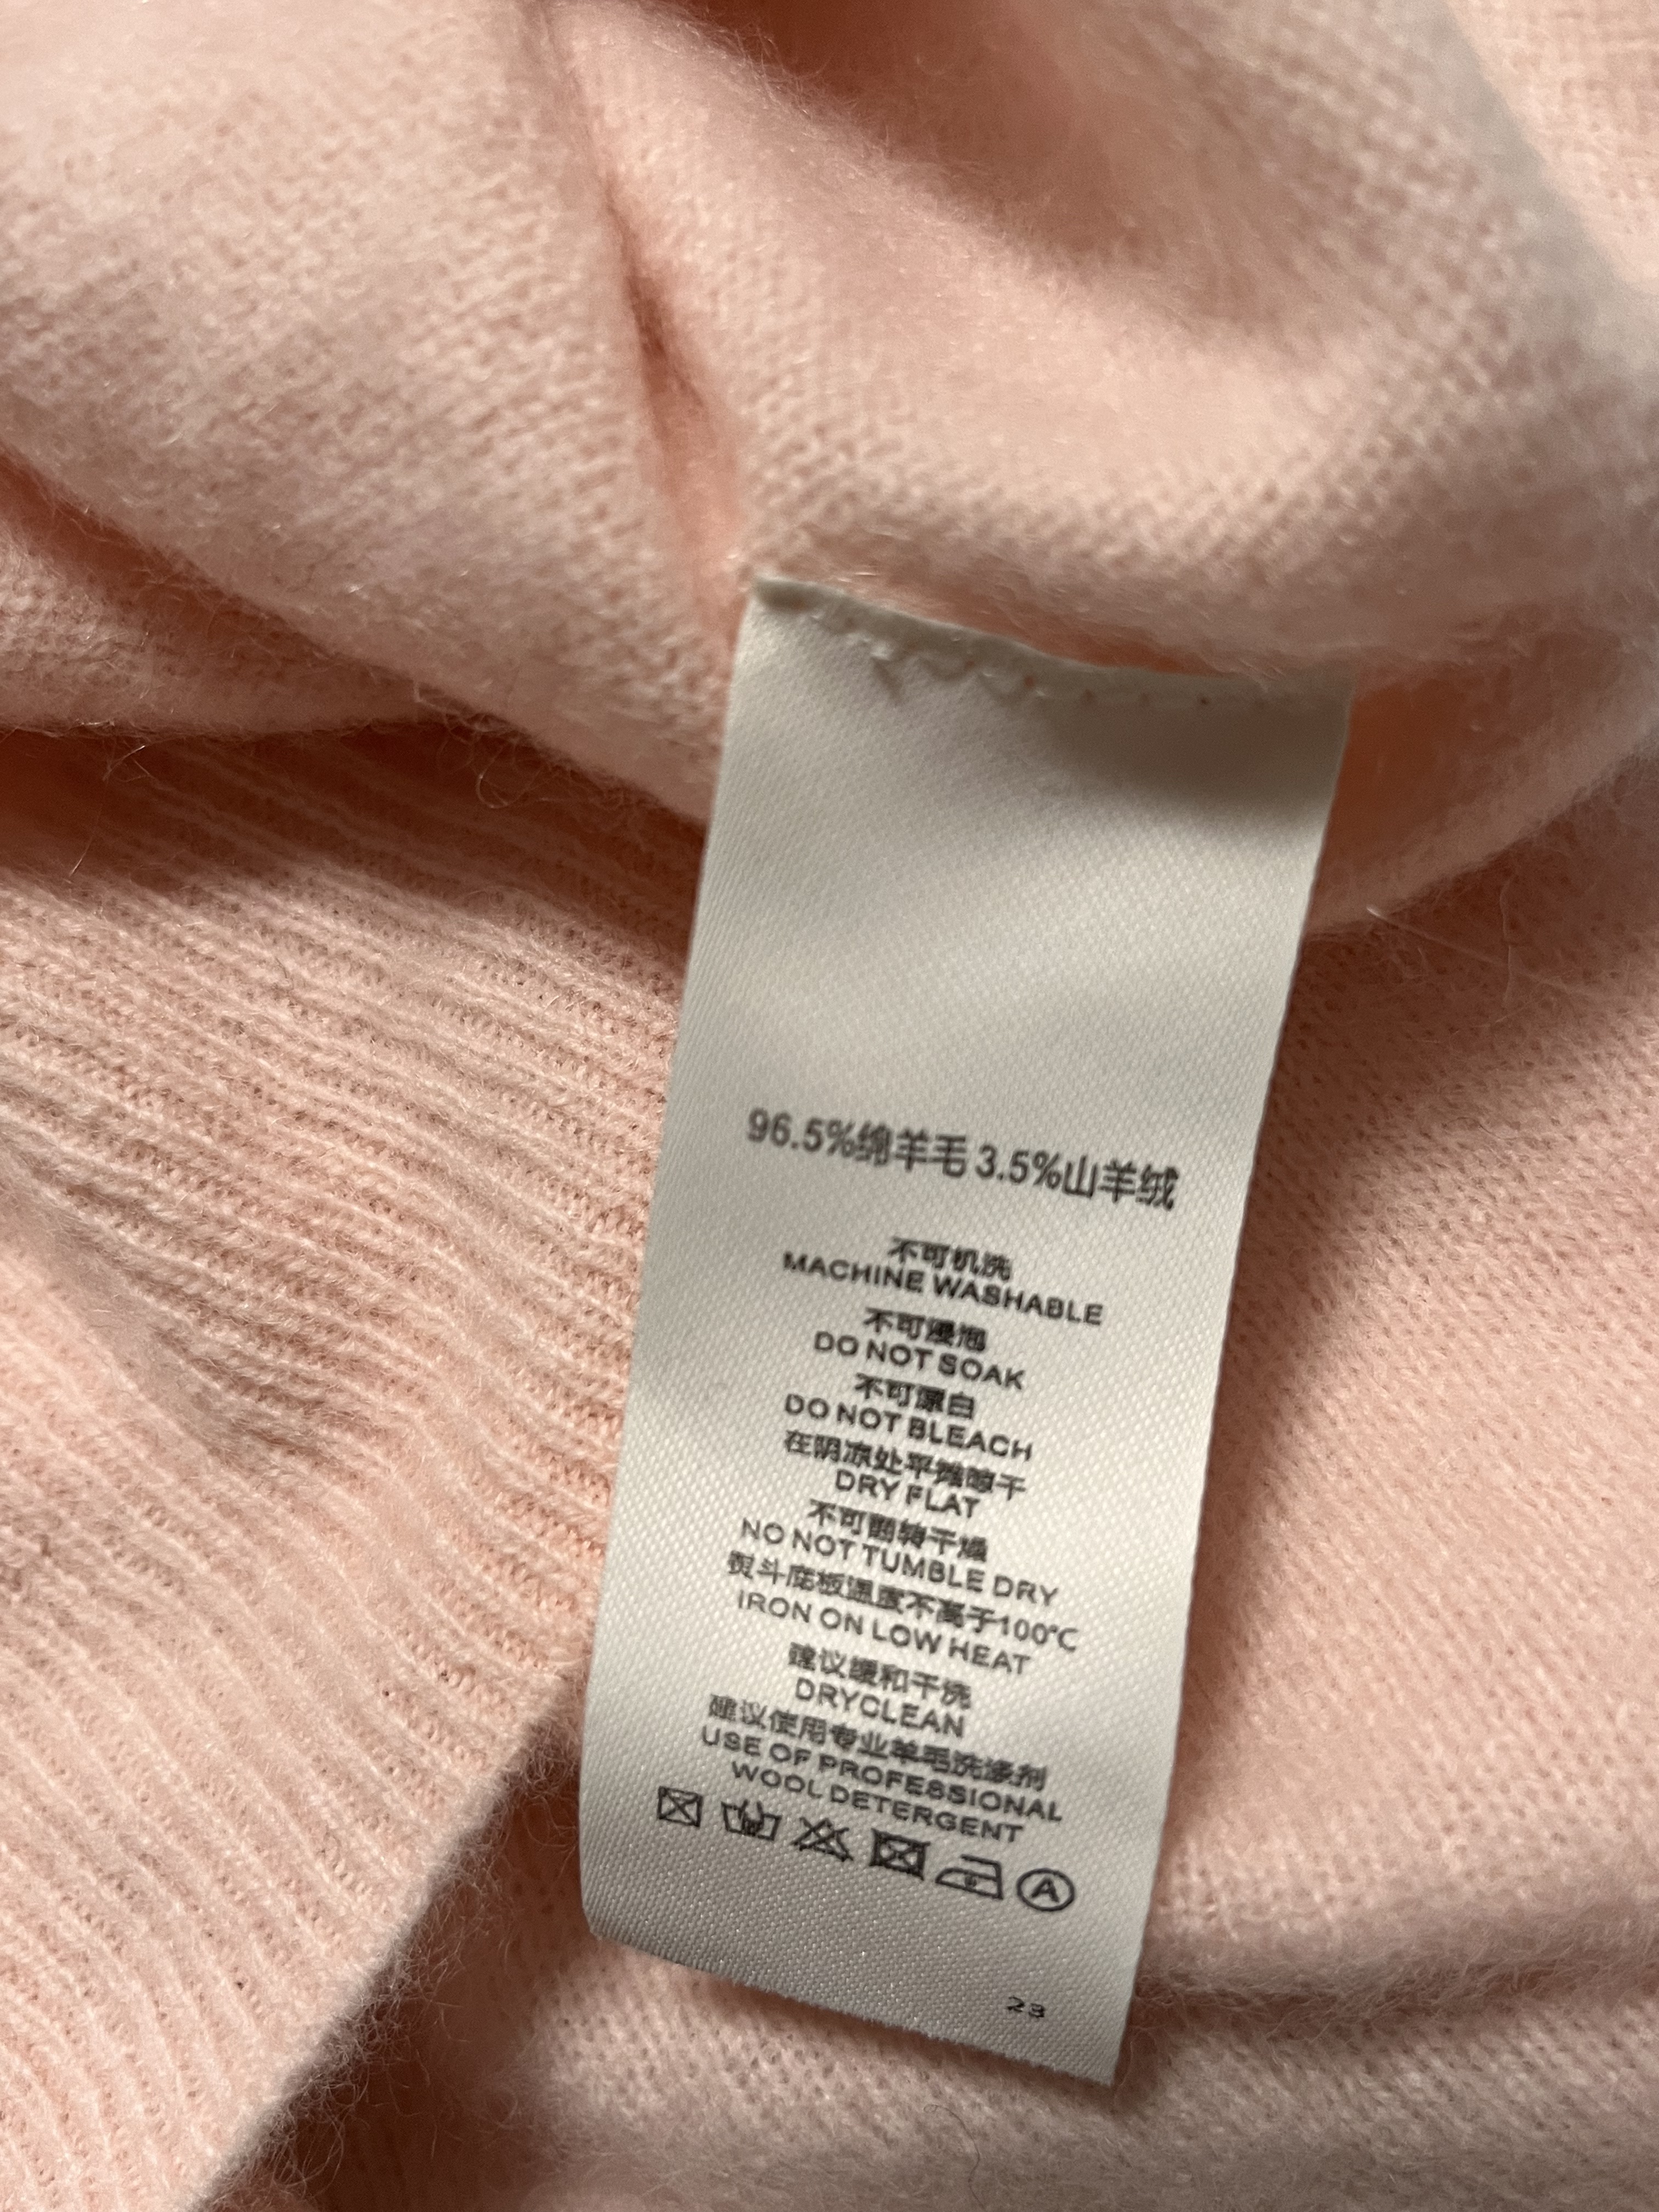 96.5%绵羊毛 3.5%山羊绒
不可机洗
MACHINE WASHABLE
不可浸泡
DO NOT SOAK
不可漂白
DO NOT BLEACH
在阴凉处平摊晾干
DRY FLAT
不可翻转干燥
NO NOT TUMBLE DRY
熨斗底板温度不高于100℃
IRON ON LOW HEAT
建议缓和干洗
DRYCLEAN
建议使用专业羊毛洗涤剂
USE OF PROFESSIONAL
WOOL DETERGENT
A
23